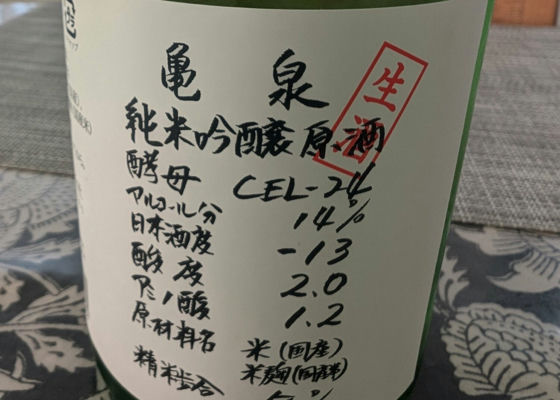 亀泉
生酒
純米吟醸原酒
酵母 CEL-24
アルコール分 14%
日本酒度 -13
酸度 2.0
アミノ酸 1.2
原材料名 米(国産)
米麹(国産米)
精米歩合